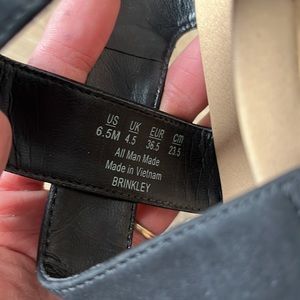 US UK EUR cm
6.5M 4.5 36.5 23.5
All Man Made
Made in Vietnam
BRINKLEY